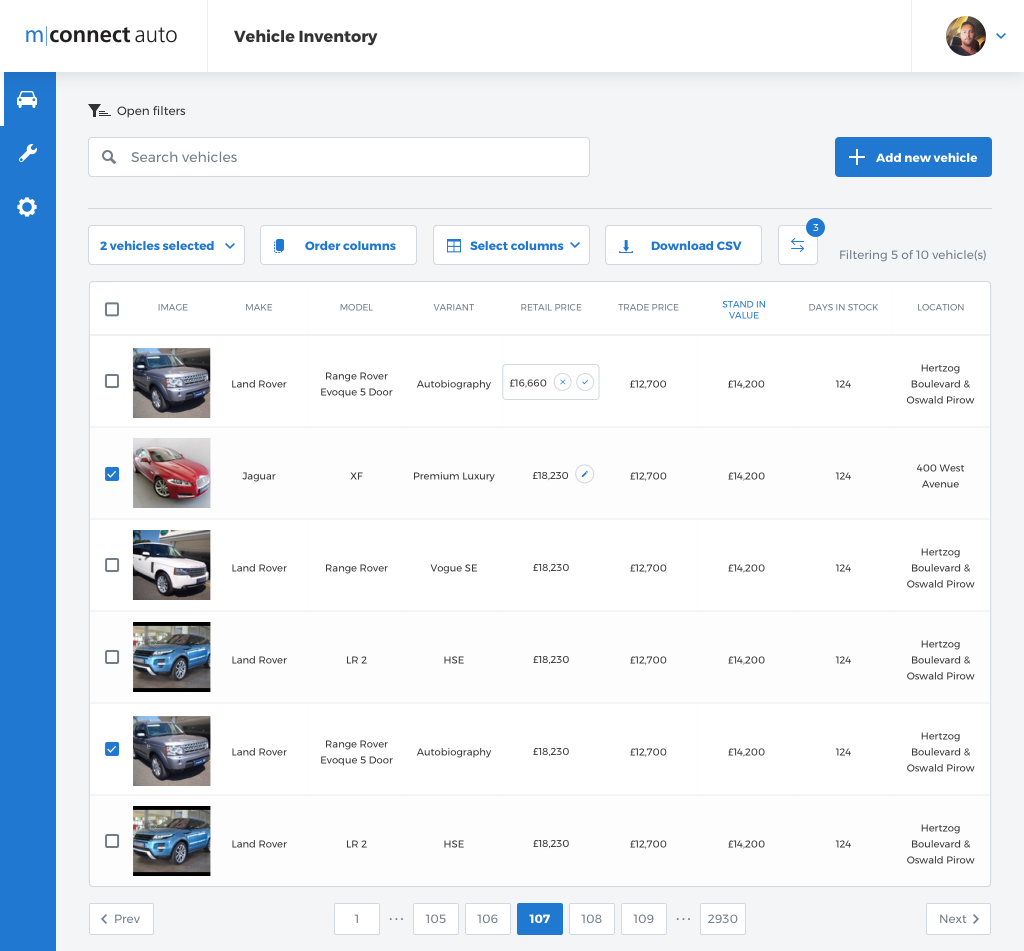 m|connect auto
Vehicle Inventory
Open filters
Search vehicles
Add new vehicle
2 vehicles selected
Order columns
Select columns
Download CSV
3
Filtering 5 of 10 vehicle(s)
IMAGE MAKE MODEL VARIANT RETAIL PRICE TRADE PRICE STAND IN VALUE DAYS IN STOCK LOCATION
Land Rover
Range Rover
Evoque 5 Door
Autobiography
£16,660
£12,700
£14,200
124
Hertzog
Boulevard &
Oswald Pirow
Jaguar
XF
Premium Luxury
£18,230
£12,700
£14,200
124
400 West
Avenue
Land Rover
Range Rover
Vogue SE
£18,230
£12,700
£14,200
124
Hertzog
Boulevard &
Oswald Pirow
Land Rover
LR 2
HSE
£18,230
£12,700
£14,200
124
Hertzog
Boulevard &
Oswald Pirow
Land Rover
Range Rover
Evoque 5 Door
Autobiography
£18,230
£12,700
£14,200
124
Hertzog
Boulevard &
Oswald Pirow
Land Rover
LR 2
HSE
£18,230
£12,700
£14,200
124
Hertzog
Boulevard &
Oswald Pirow
Prev
1 ··· 105 106 107 108 109 ··· 2930
Next